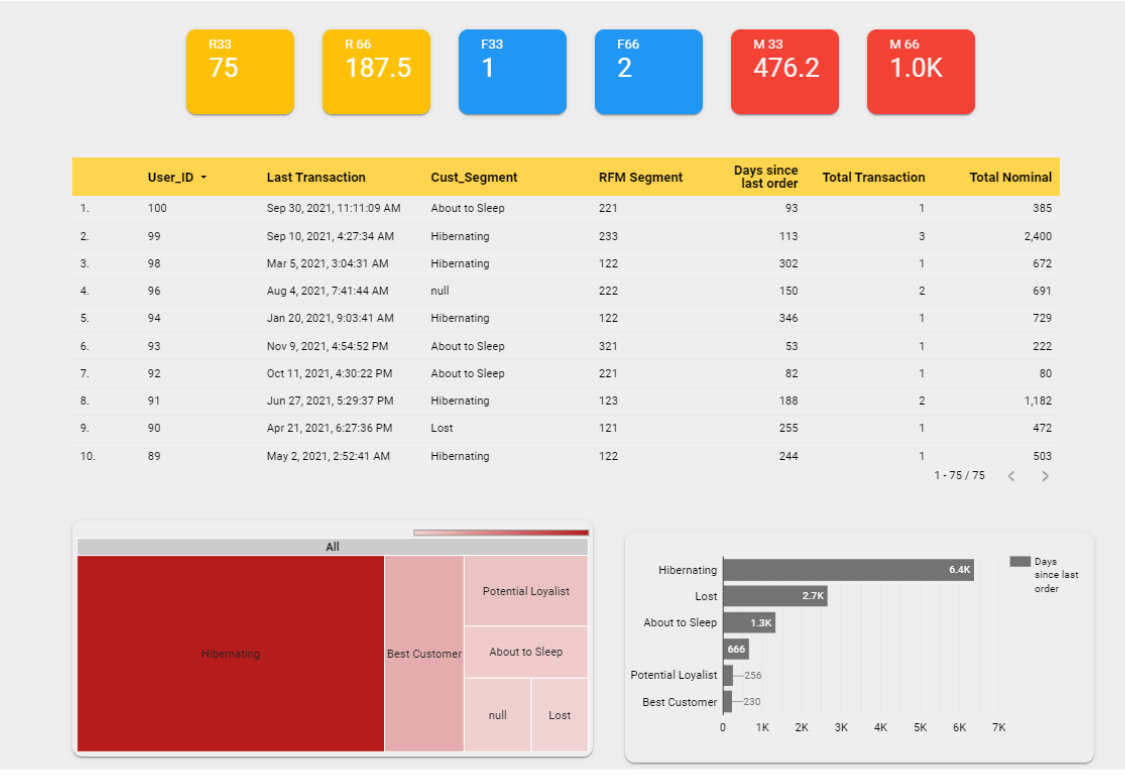 R33
75
R 66
187.5
F33
1
F66
2
M 33
476.2
M 66
1.0K
User_ID Last Transaction Cust_Segment RFM Segment Days since last order Total Transaction Total Nominal
1. 100 Sep 30, 2021, 11:11:09 AM About to Sleep 221 93 1 385
2. 99 Sep 10, 2021, 4:27:34 AM Hibernating 233 113 3 2,400
3. 98 Mar 5, 2021, 3:04:31 AM Hibernating 122 302 1 672
4. 96 Aug 4, 2021, 7:41:44 AM null 222 150 2 691
5. 94 Jan 20, 2021, 9:03:41 AM Hibernating 122 346 1 729
6. 93 Nov 9, 2021, 4:54:52 PM About to Sleep 321 53 1 222
7. 92 Oct 11, 2021, 4:30:22 PM About to Sleep 221 82 1 80
8. 91 Jun 27, 2021, 5:29:37 PM Hibernating 123 188 2 1,182
9. 90 Apr 21, 2021, 6:27:36 PM Lost 121 255 1 472
10. 89 May 2, 2021, 2:52:41 AM Hibernating 122 244 1 503
1 - 75 / 75
All
Hibernating
Best Customer
Potential Loyalist
About to Sleep
null
Lost
Hibernating 6.4K
Lost 2.7K
About to Sleep 1.3K
666
Potential Loyalist 256
Best Customer 230
0 1K 2K 3K 4K 5K 6K 7K
Days
since last
order